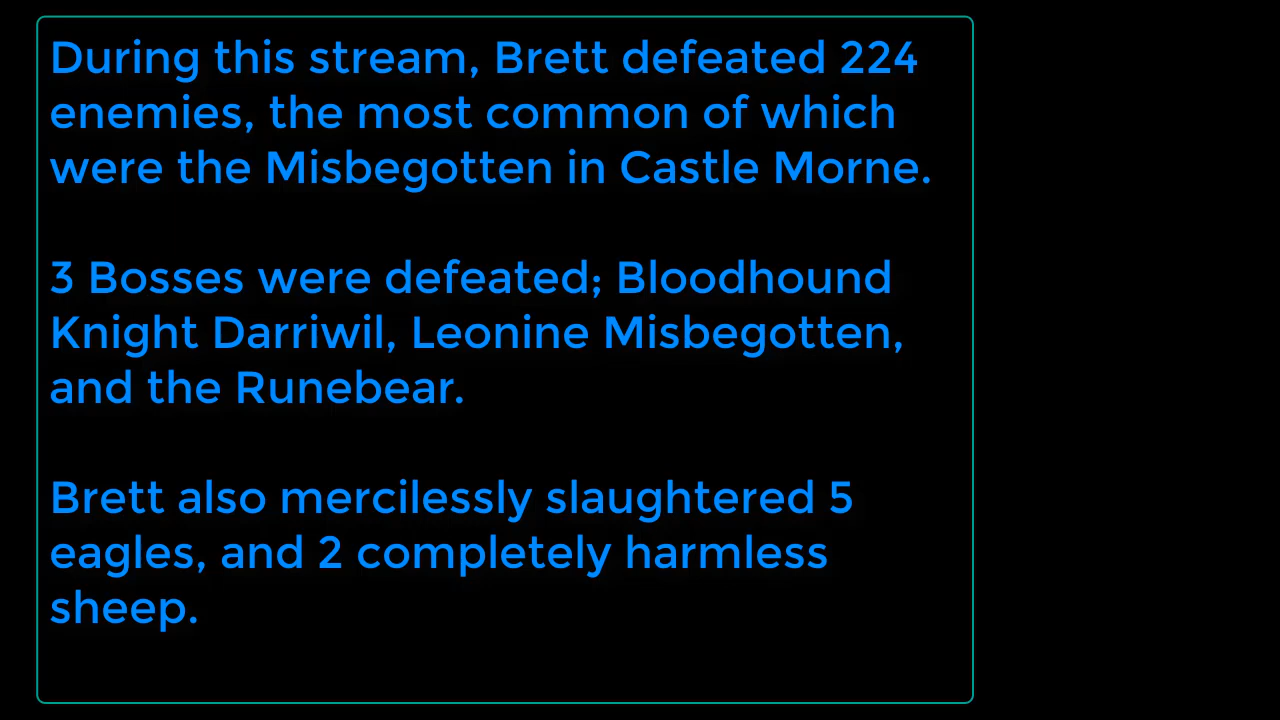 During this stream, Brett defeated 224
enemies, the most common of which
were the Misbegotten in Castle Morne.
3 Bosses were defeated; Bloodhound
Knight Darriwil, Leonine Misbegotten,
and the Runebear.
Brett also mercilessly slaughtered 5
eagles, and 2 completely harmless
sheep.